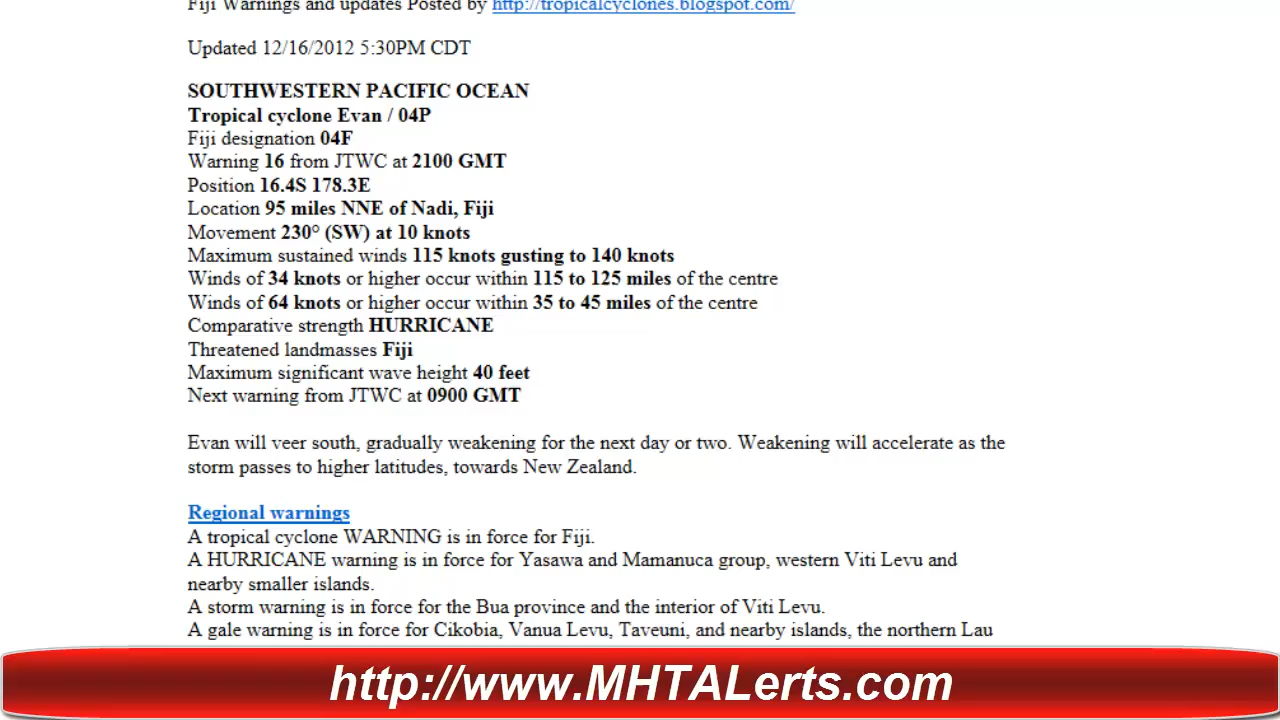 Fiji Warnings and updates Posted by http://tropicalcyclones.blogspot.com/
Updated 12/16/2012 5:30PM CDT
SOUTHWESTERN PACIFIC OCEAN
Tropical cyclone Evan / 04P
Fiji designation 04F
Warning 16 from JTWC at 2100 GMT
Position 16.4S 178.3E
Location 95 miles NNE of Nadi, Fiji
Movement 230° (SW) at 10 knots
Maximum sustained winds 115 knots gusting to 140 knots
Winds of 34 knots or higher occur within 115 to 125 miles of the centre
Winds of 64 knots or higher occur within 35 to 45 miles of the centre
Comparative strength HURRICANE
Threatened landmasses Fiji
Maximum significant wave height 40 feet
Next warning from JTWC at 0900 GMT
Evan will veer south, gradually weakening for the next day or two. Weakening will accelerate as the
storm passes to higher latitudes, towards New Zealand.
Regional warnings
A tropical cyclone WARNING is in force for Fiji.
A HURRICANE warning is in force for Yasawa and Mamanuca group, western Viti Levu and
nearby smaller islands.
A storm warning is in force for the Bua province and the interior of Viti Levu.
A gale warning is in force for Cikobia, Vanua Levu, Taveuni, and nearby islands, the northern Lau
http://www.MHTALerts.com